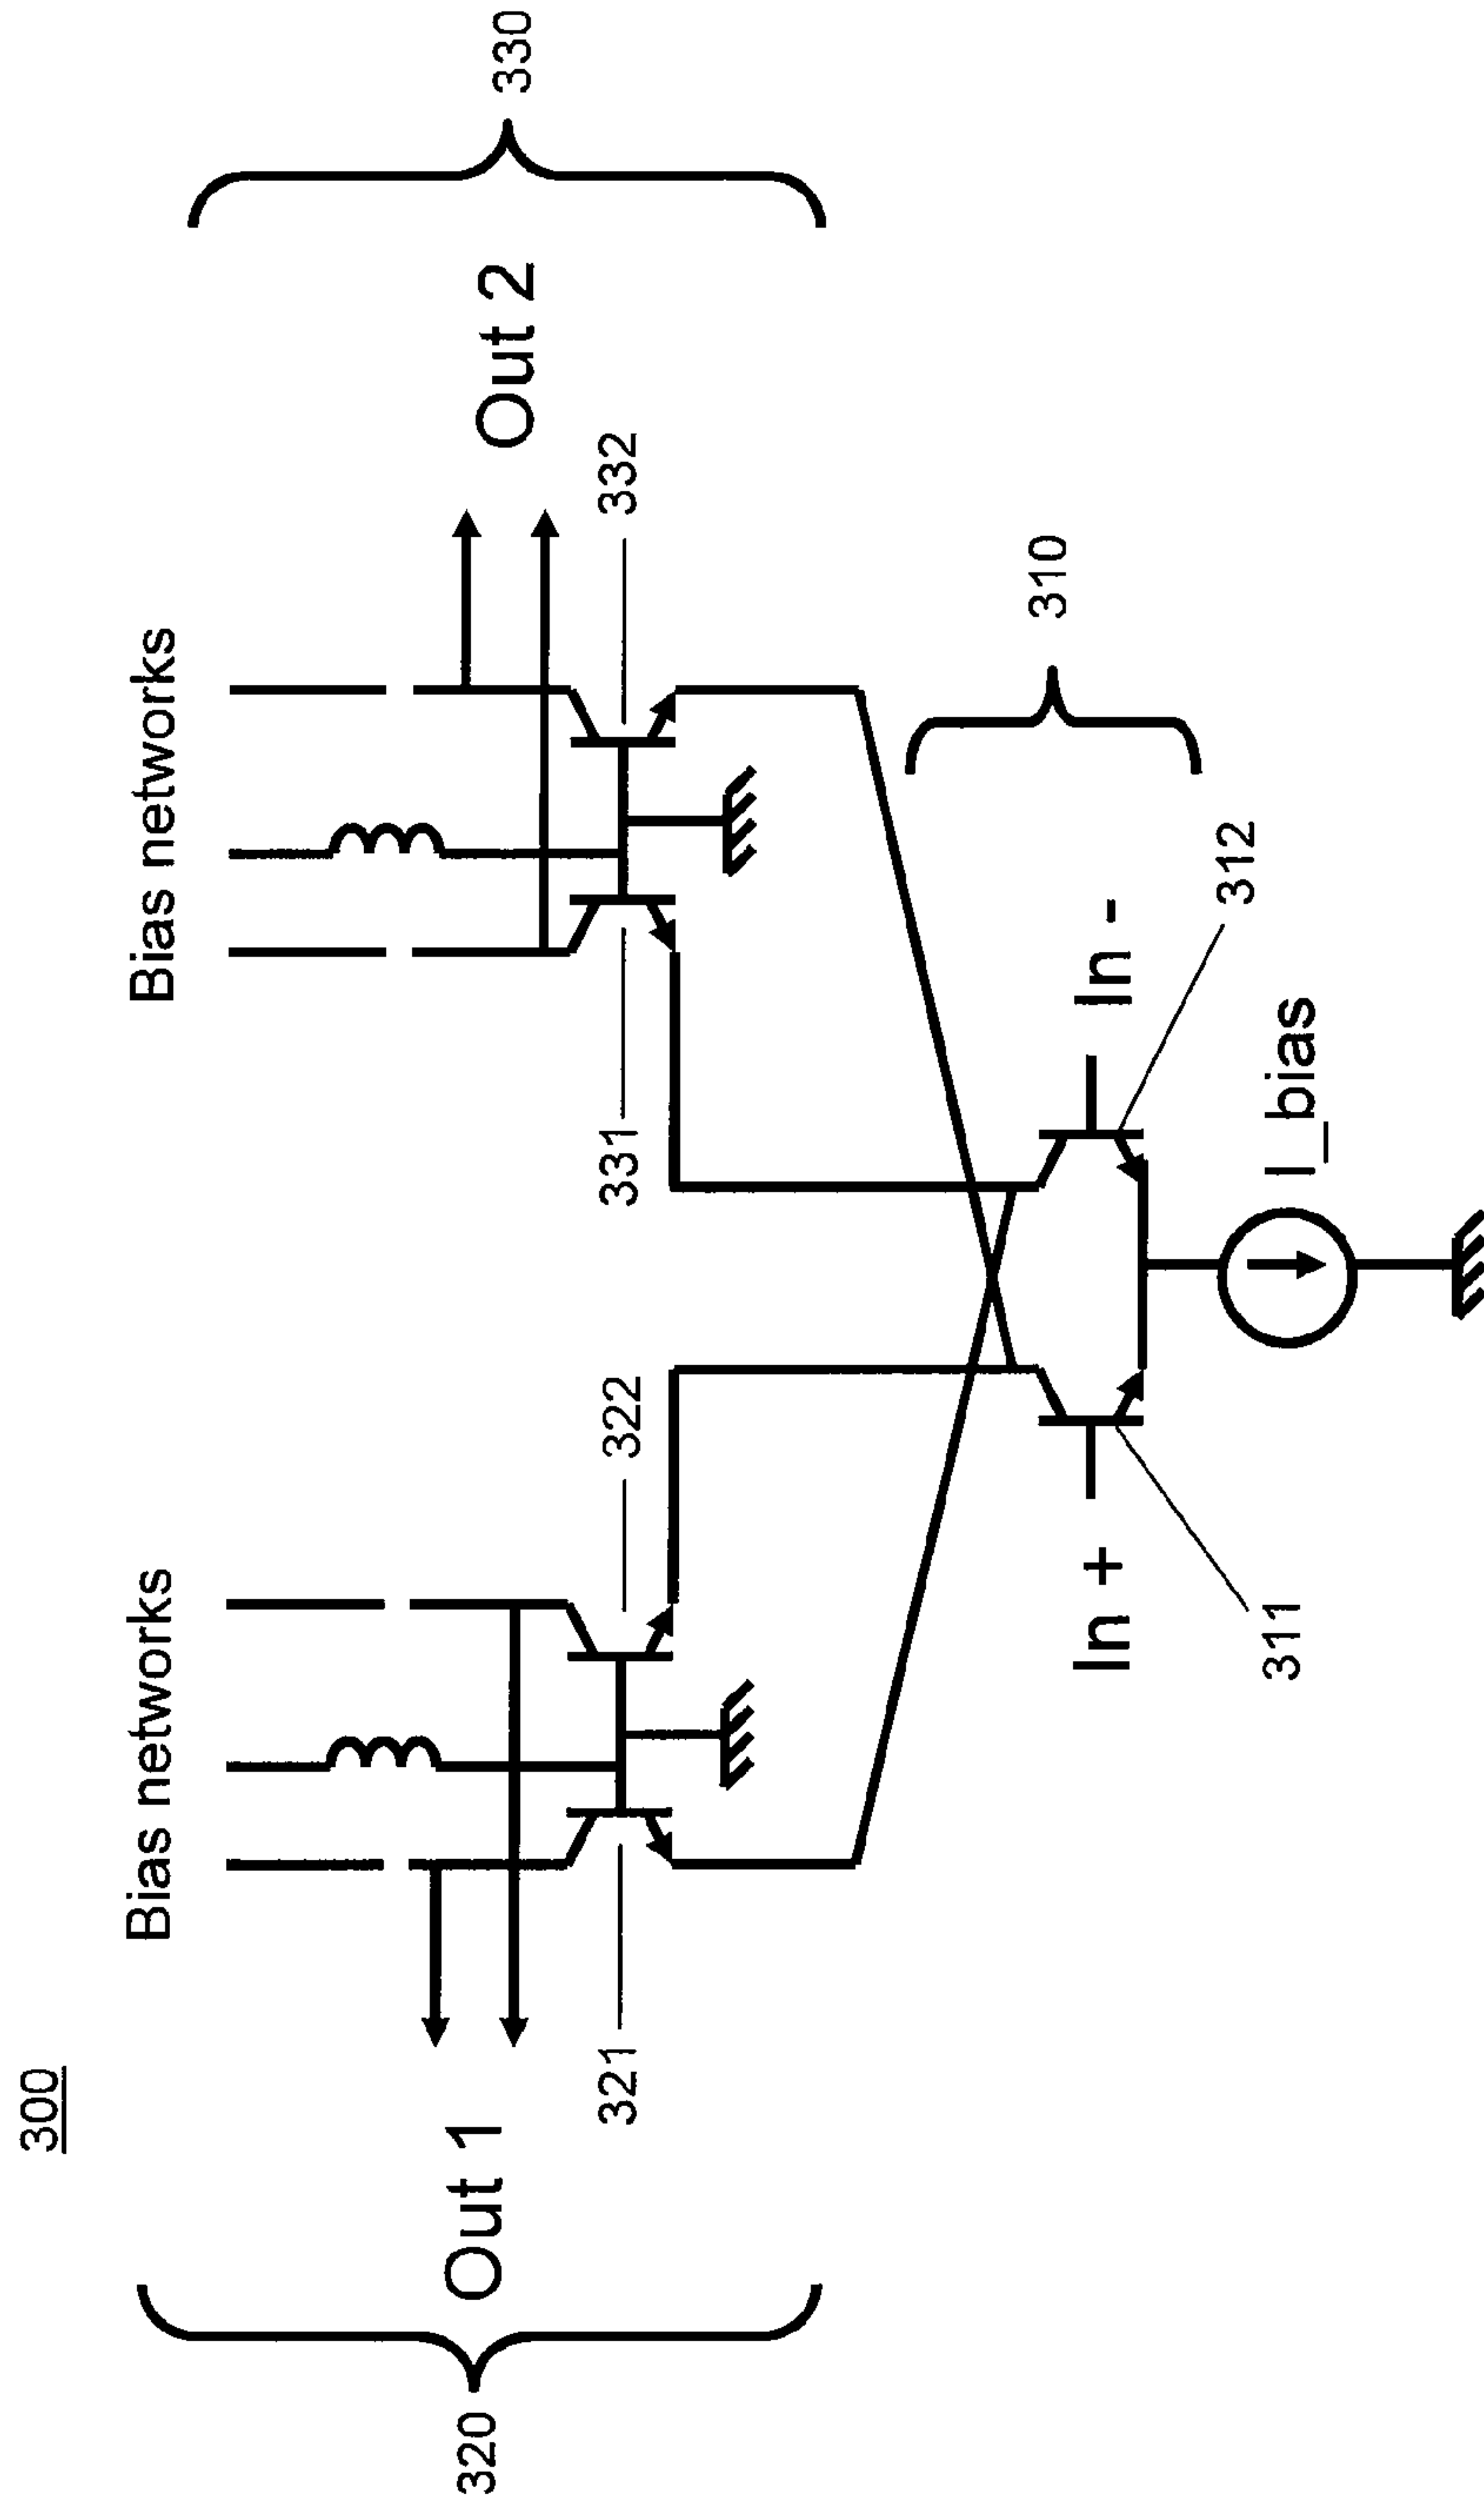 300
Bias networks
Bias networks
320
Out 1
Out 2
330
321
322
331
332
310
In +
In -
311
312
I_bias